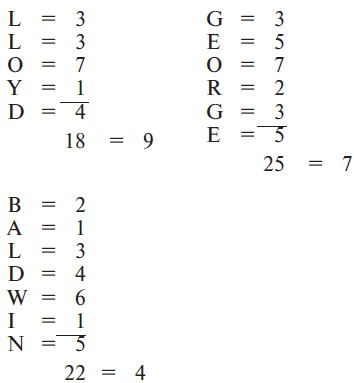 L = 3
L = 3
O = 7
Y = 1
D = 4
18 = 9
G = 3
E = 5
O = 7
R = 2
G = 3
E = 5
25 = 7
B = 2
A = 1
L = 3
D = 4
W = 6
I = 1
N = 5
22 = 4